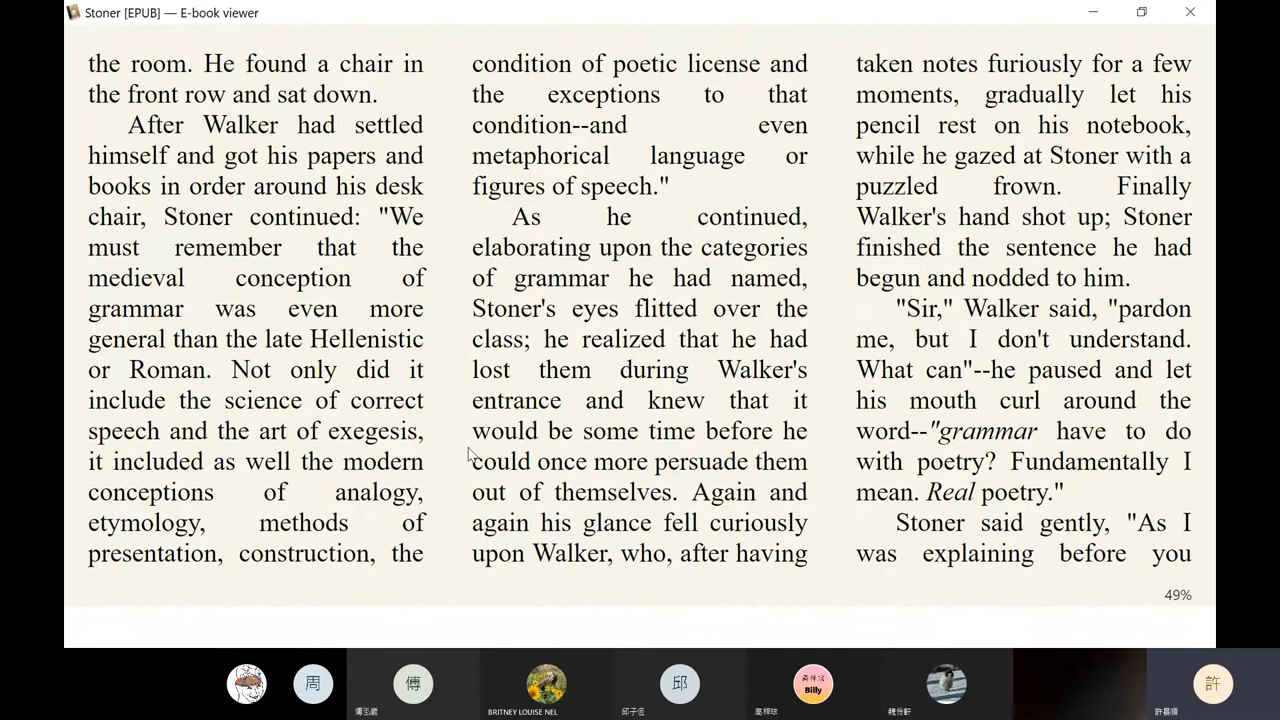 Stoner [EPUB] — E-book viewer
the room. He found a chair in
the front row and sat down.
After Walker had settled
himself and got his papers and
books in order around his desk
chair, Stoner continued: "We
must remember that the
medieval conception of
grammar was even more
general than the late Hellenistic
or Roman. Not only did it
include the science of correct
speech and the art of exegesis,
it included as well the modern
conceptions of analogy,
etymology, methods of
presentation, construction, the
condition of poetic license and
the exceptions to that
condition--and even
metaphorical language or
figures of speech."
As he continued,
elaborating upon the categories
of grammar he had named,
Stoner's eyes flitted over the
class; he realized that he had
lost them during Walker's
entrance and knew that it
would be some time before he
could once more persuade them
out of themselves. Again and
again his glance fell curiously
upon Walker, who, after having
taken notes furiously for a few
moments, gradually let his
pencil rest on his notebook,
while he gazed at Stoner with a
puzzled frown. Finally
Walker's hand shot up; Stoner
finished the sentence he had
begun and nodded to him.
"Sir," Walker said, "pardon
me, but I don't understand.
What can"--he paused and let
his mouth curl around the
word--"grammar have to do
with poetry? Fundamentally I
mean. Real poetry."
Stoner said gently, "As I
was explaining before you
49%
周
傅
邱
Billy
許
BRITNEY LOUISE NEL